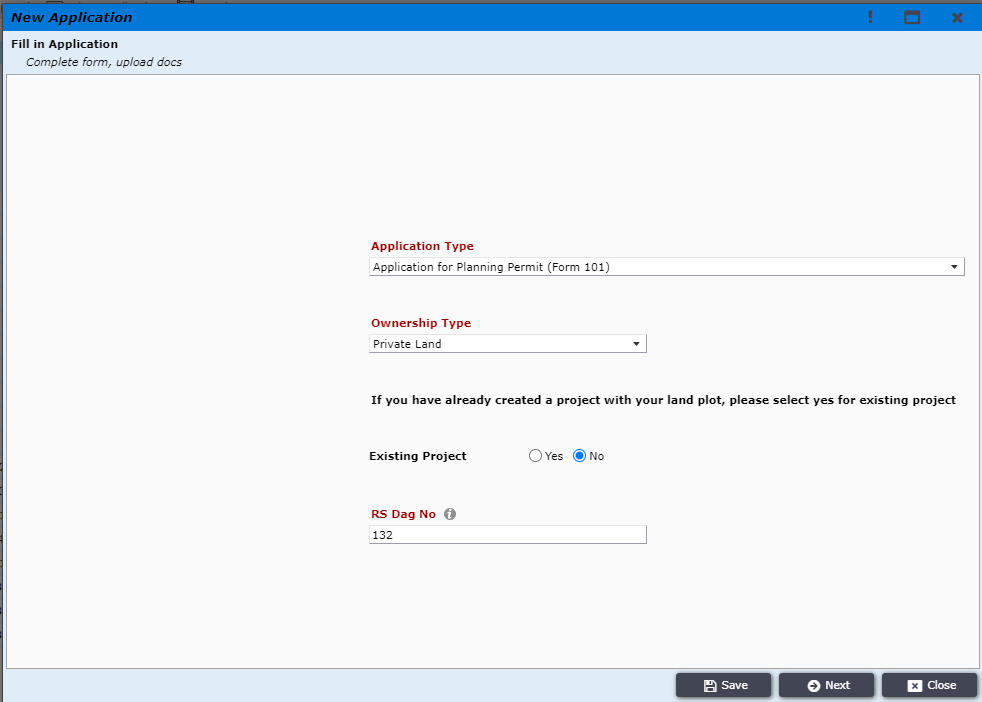 New Application
Fill in Application
Complete form, upload docs
Application Type
Application for Planning Permit (Form 101)
Ownership Type
Private Land
If you have already created a project with your land plot, please select yes for existing project
Existing Project Yes No
RS Dag No
132
Save Next Close